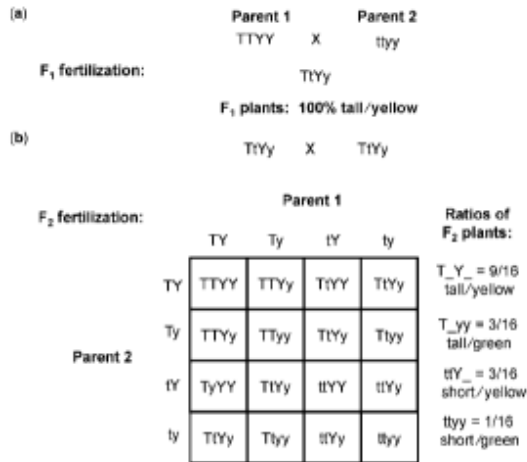 (a)
Parent 1 Parent 2
TTYY X ttyy
F₁ fertilization: TtYy
F₁ plants: 100% tall/yellow
(b)
TtYy X TtYy
Parent 1
F₂ fertilization:
Ratios of
F₂ plants:
TY Ty tY ty
TY TTYY TTYy TtYY TtYy
T_Y_ = 9/16
tall/yellow
Ty TTYy TTyy TtYy Ttyy
T_yy = 3/16
tall/green
Parent 2
tY TyYY TtYy ttYY ttYy
ttY_ = 3/16
short/yellow
ty TtYy Ttyy ttYy ttyy
ttyy = 1/16
short/green